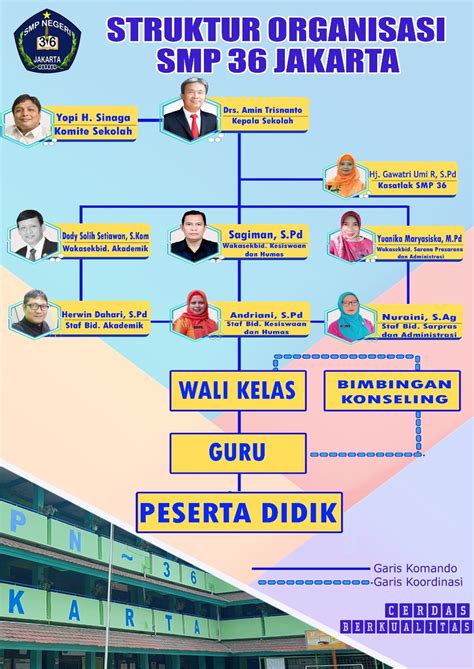 SMP NEGERI
36
JAKARTA
STRUKTUR ORGANISASI
SMP 36 JAKARTA
Yopi H. Sinaga
Komite Sekolah
Drs. Amin Trisnanto
Kepala Sekolah
Hj. Gawatri Umi R, S.Pd
Kasatlak SMP 36
Dody Solih Setiawan, S.Kom
Wakasekbid. Akademik
Sagiman, S.Pd
Wakasekbid. Kesiswaan
dan Humas
Yuanika Maryasiska, M.Pd
Wakasekbid. Sarana Prasarana
dan Administrasi
Herwin Dahari, S.Pd
Staf Bid. Akademik
Andriani, S.Pd
Staf Bid. Kesiswaan
dan Humas
Nuraini, S.Ag
Staf Bid. Sarpras
dan Administrasi
WALI KELAS
BIMBINGAN
KONSELING
GURU
PESERTA DIDIK
PN~36
KARTA
Garis Komando
Garis Koordinasi
CERDAS
BERKUALITAS